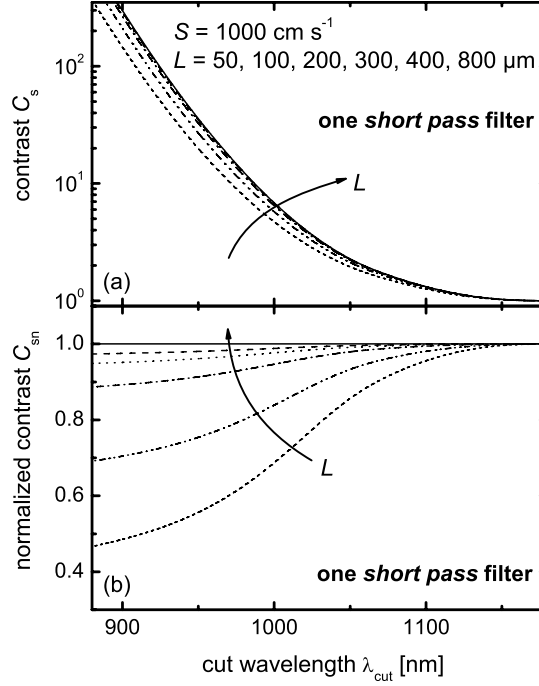 S = 1000 cm s⁻¹
L = 50, 100, 200, 300, 400, 800 µm
one short pass filter
contrast Cₛ
10²
10¹
10⁰
L
(a)
normalized contrast Cₛₙ
1.0
0.8
0.6
0.4
L
(b)
one short pass filter
900
1000
1100
cut wavelength λcut [nm]